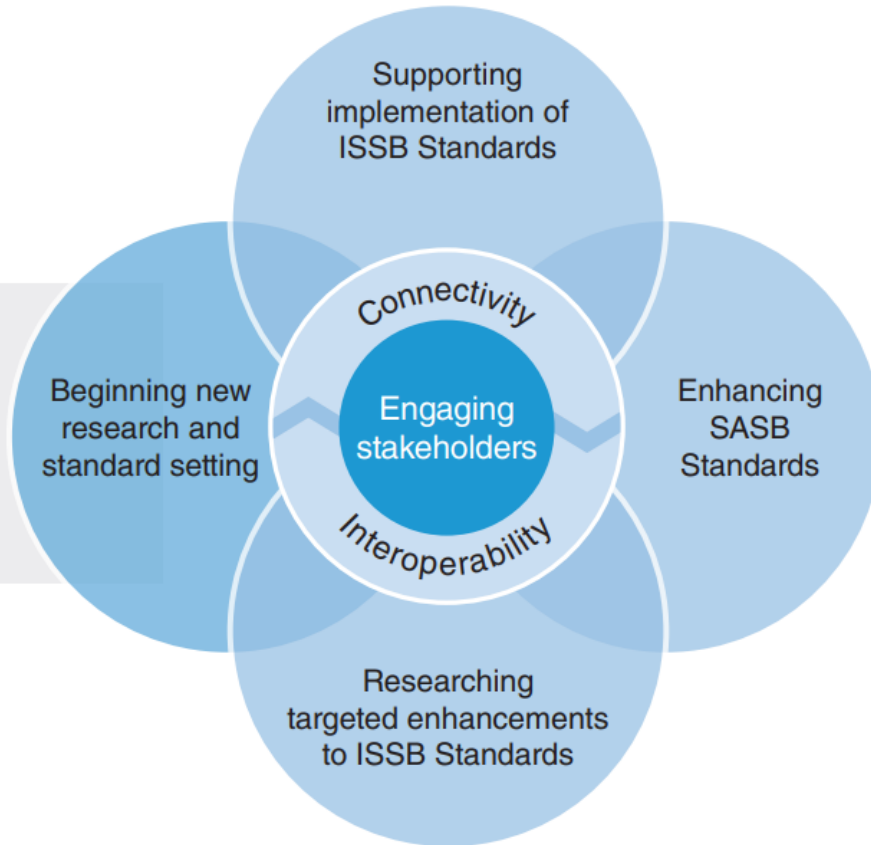 Supporting
implementation of
ISSB Standards
Connectivity
Beginning new
research and
standard setting
Engaging
stakeholders
Enhancing
SASB
Standards
Interoperability
Researching
targeted enhancements
to ISSB Standards